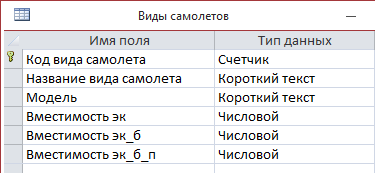 Виды самолетов
Имя поля Тип данных
Код вида самолета Счетчик
Название вида самолета Короткий текст
Модель Короткий текст
Вместимость эк Числовой
Вместимость эк_б Числовой
Вместимость эк_б_п Числовой